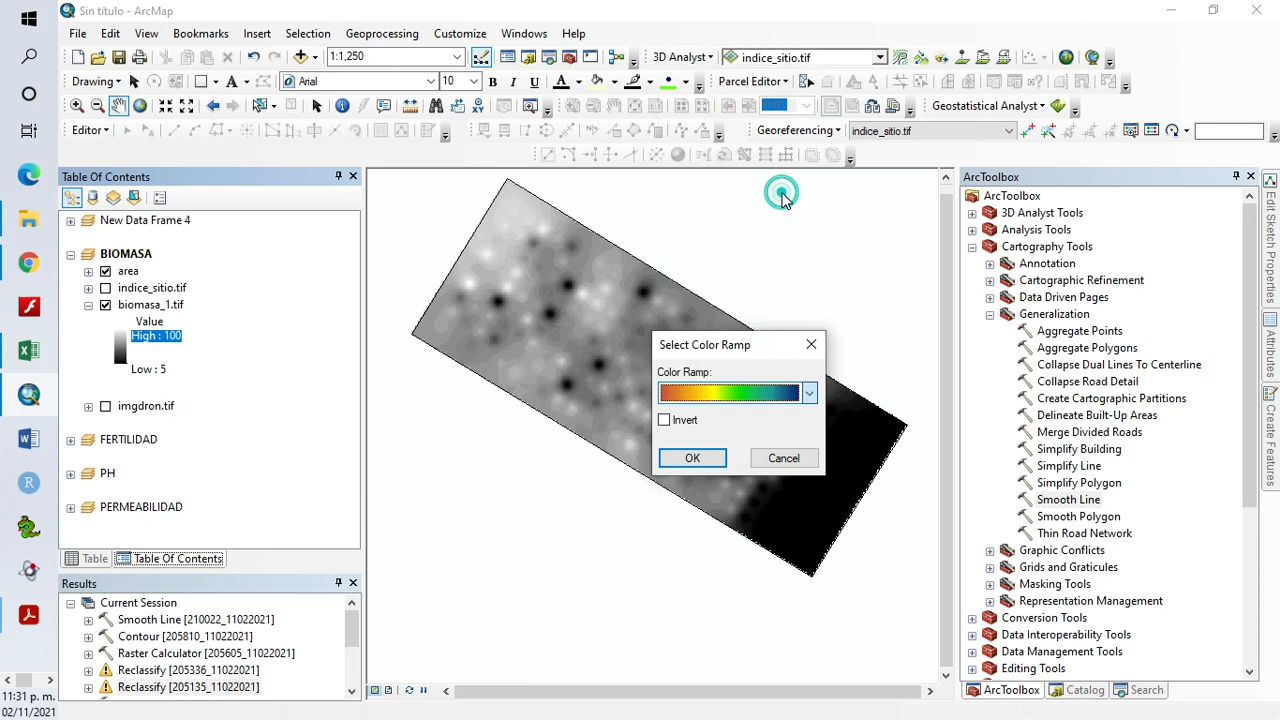 Sin título - ArcMap
File Edit View Bookmarks Insert Selection Geoprocessing Customize Windows Help
1:1,250
3D Analyst
indice_sitio.tif
Drawing
A
Arial
10
B I U A
Parcel Editor
Geostatistical Analyst
Editor
Georeferencing
indice_sitio.tif
Table Of Contents
New Data Frame 4
BIOMASA
area
indice_sitio.tif
biomasa_1.tif
Value
High : 100
Low : 5
imgdron.tif
FERTILIDAD
PH
PERMEABILIDAD
Table
Table Of Contents
Results
Current Session
Smooth Line [210022_11022021]
Contour [205810_11022021]
Raster Calculator [205605_11022021]
Reclassify [205336_11022021]
Reclassify [205135_11022021]
11:31 p. m.
02/11/2021
Select Color Ramp
Color Ramp:
Invert
OK
Cancel
ArcToolbox
ArcToolbox
3D Analyst Tools
Analysis Tools
Cartography Tools
Annotation
Cartographic Refinement
Data Driven Pages
Generalization
Aggregate Points
Aggregate Polygons
Collapse Dual Lines To Centerline
Collapse Road Detail
Create Cartographic Partitions
Delineate Built-Up Areas
Merge Divided Roads
Simplify Building
Simplify Line
Simplify Polygon
Smooth Line
Smooth Polygon
Thin Road Network
Graphic Conflicts
Grids and Graticules
Masking Tools
Representation Management
Conversion Tools
Data Interoperability Tools
Data Management Tools
Editing Tools
ArcToolbox
Catalog
Search
Edit Sketch Properties
Attributes
Create Features